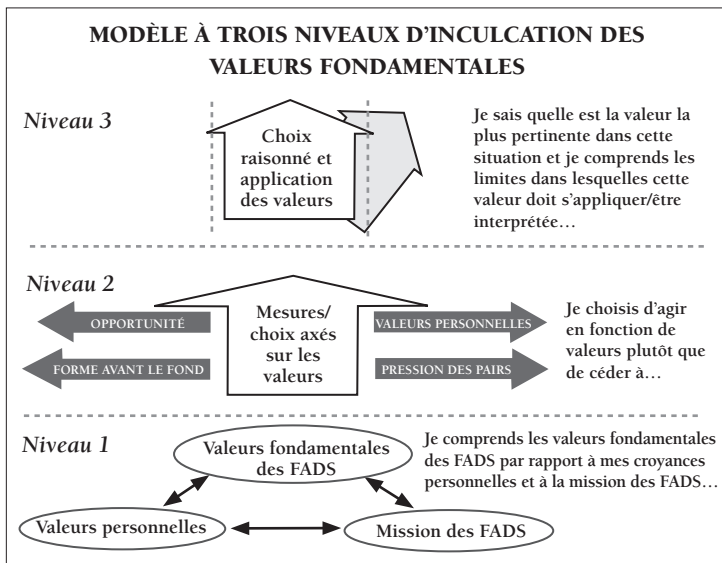 MODÈLE À TROIS NIVEAUX D'INCULCATION DES
VALEURS FONDAMENTALES
Niveau 3
Choix
raisonné et
application
des valeurs
Je sais quelle est la valeur la
plus pertinente dans cette
situation et je comprends les
limites dans lesquelles cette
valeur doit s'appliquer/être
interprétée…
Niveau 2
OPPORTUNITÉ
FORME AVANT LE FOND
Mesures/
choix axés
sur les
valeurs
VALEURS PERSONNELLES
PRESSION DES PAIRS
Je choisis d'agir
en fonction de
valeurs plutôt que
de céder à…
Niveau 1
Valeurs fondamentales
des FADS
Valeurs personnelles
Mission des FADS
Je comprends les valeurs fondamentales
des FADS par rapport à mes croyances
personnelles et à la mission des FADS…